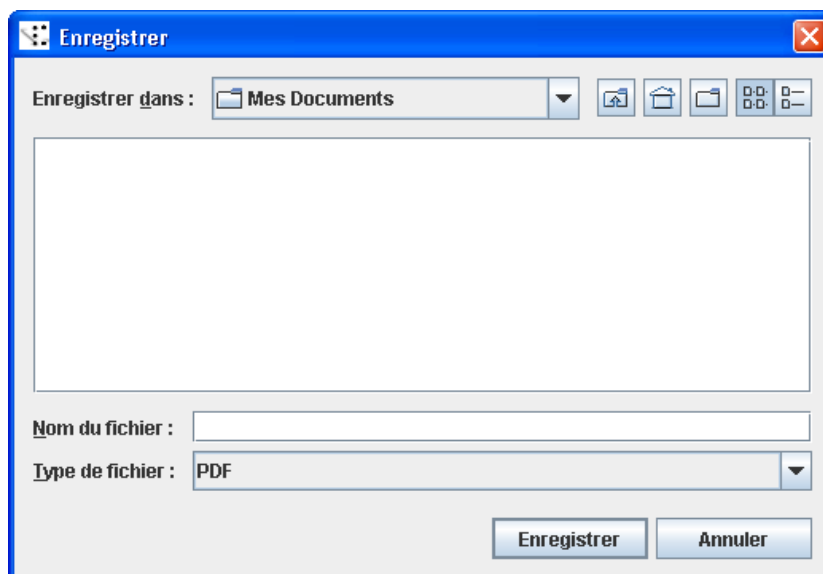 Enregistrer
Enregistrer dans : Mes Documents
Nom du fichier :
Type de fichier : PDF
Enregistrer Annuler